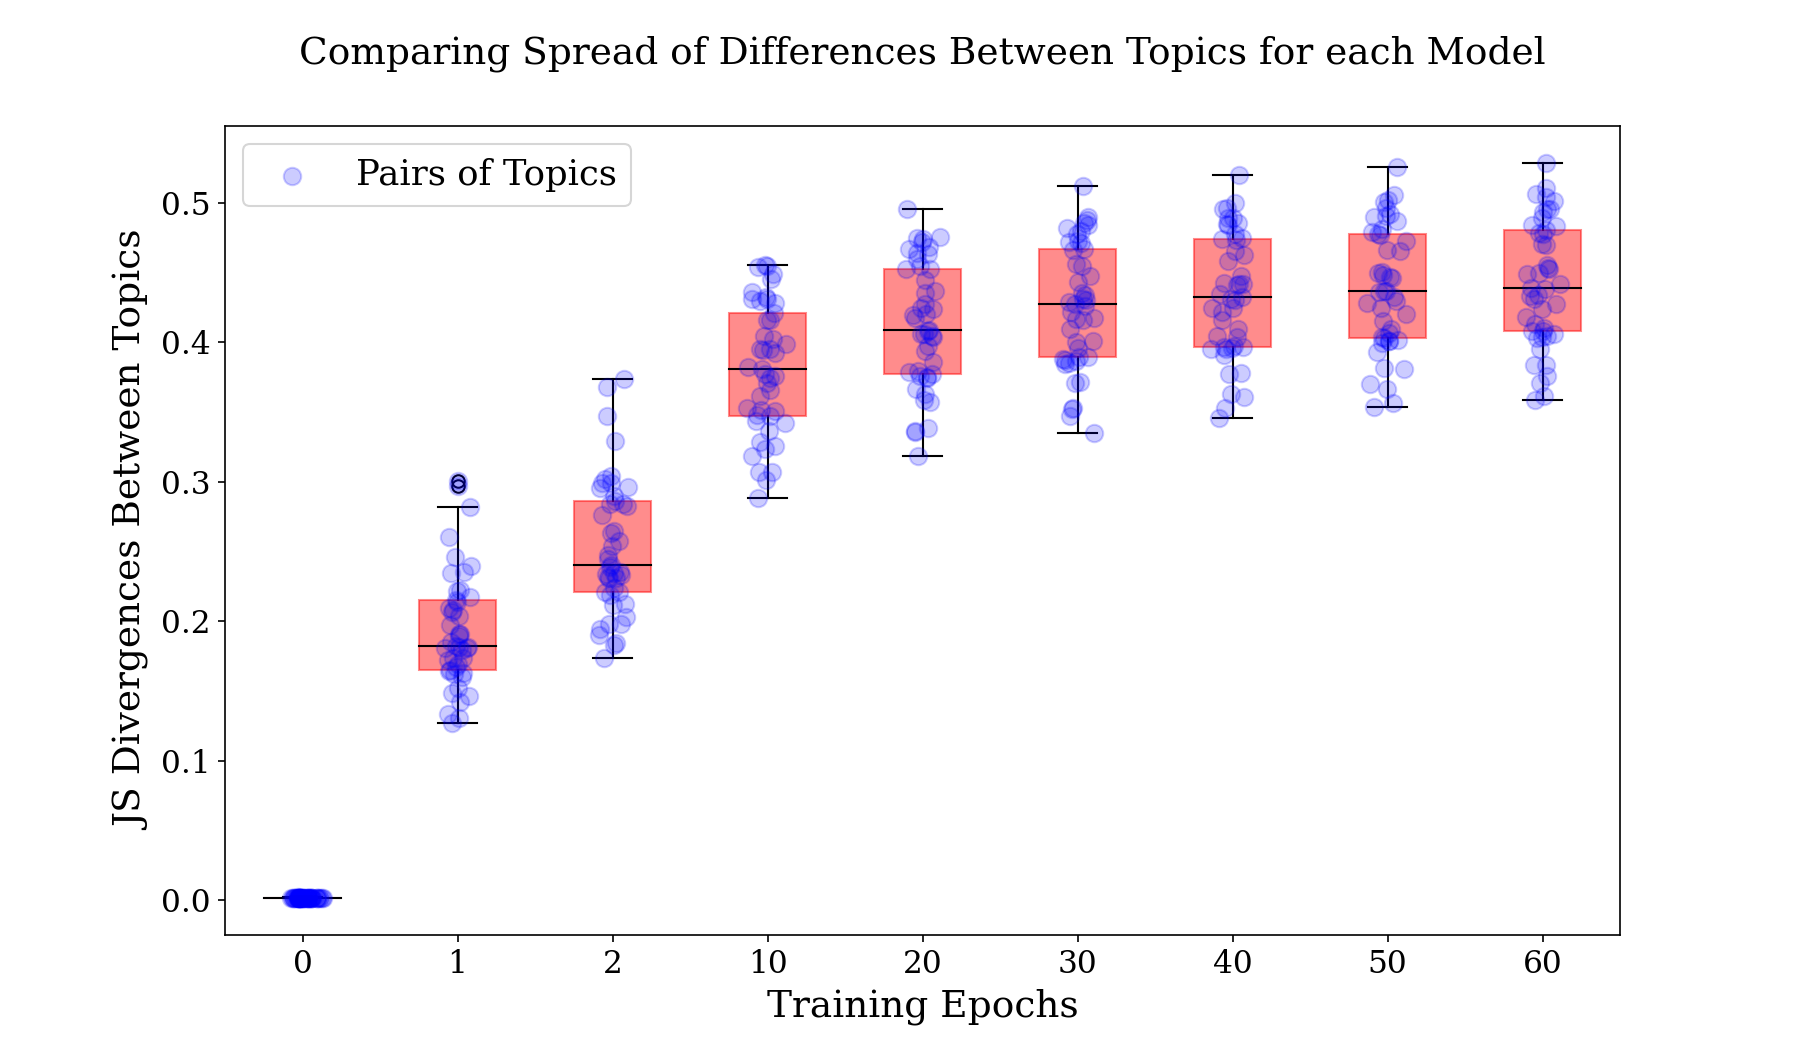 Comparing Spread of Differences Between Topics for each Model
Pairs of Topics
JS Divergences Between Topics
0.5
0.4
0.3
0.2
0.1
0.0
0 1 2 10 20 30 40 50 60
Training Epochs